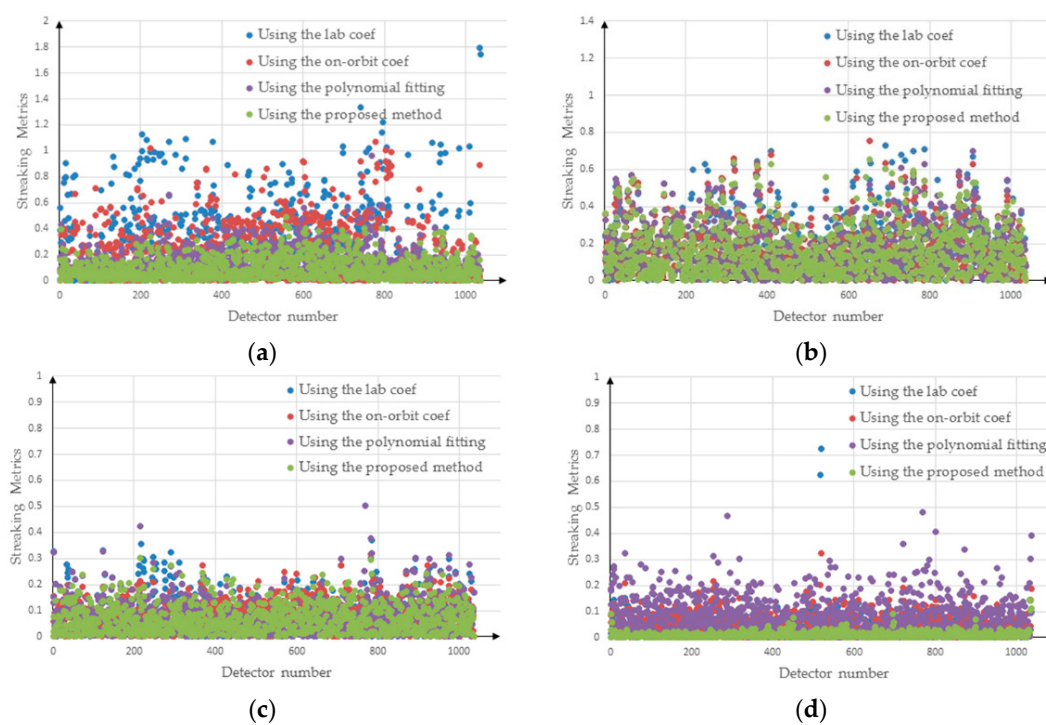 2
1.8
1.6
1.4
1.2
1
0.8
0.6
0.4
0.2
0
Streaking Metrics
Using the lab coef
Using the on-orbit coef
Using the polynomial fitting
Using the proposed method
0 200 400 600 800 1000
Detector number
(a)
1.4
1.2
1
0.8
0.6
0.4
0.2
0
Streaking Metrics
Using the lab coef
Using the on-orbit coef
Using the polynomial fitting
Using the proposed method
0 200 400 600 800 1000
Detector number
(b)
1
0.9
0.8
0.7
0.6
0.5
0.4
0.3
0.2
0.1
0
Streaking Metrics
Using the lab coef
Using the on-orbit coef
Using the polynomial fitting
Using the proposed method
0 200 400 600 800 1000
Detector number
(c)
1
0.9
0.8
0.7
0.6
0.5
0.4
0.3
0.2
0.1
0
Streaking Metrics
Using the lab coef
Using the on-orbit coef
Using the polynomial fitting
Using the proposed method
0 200 400 600 800 1000
Detector number
(d)